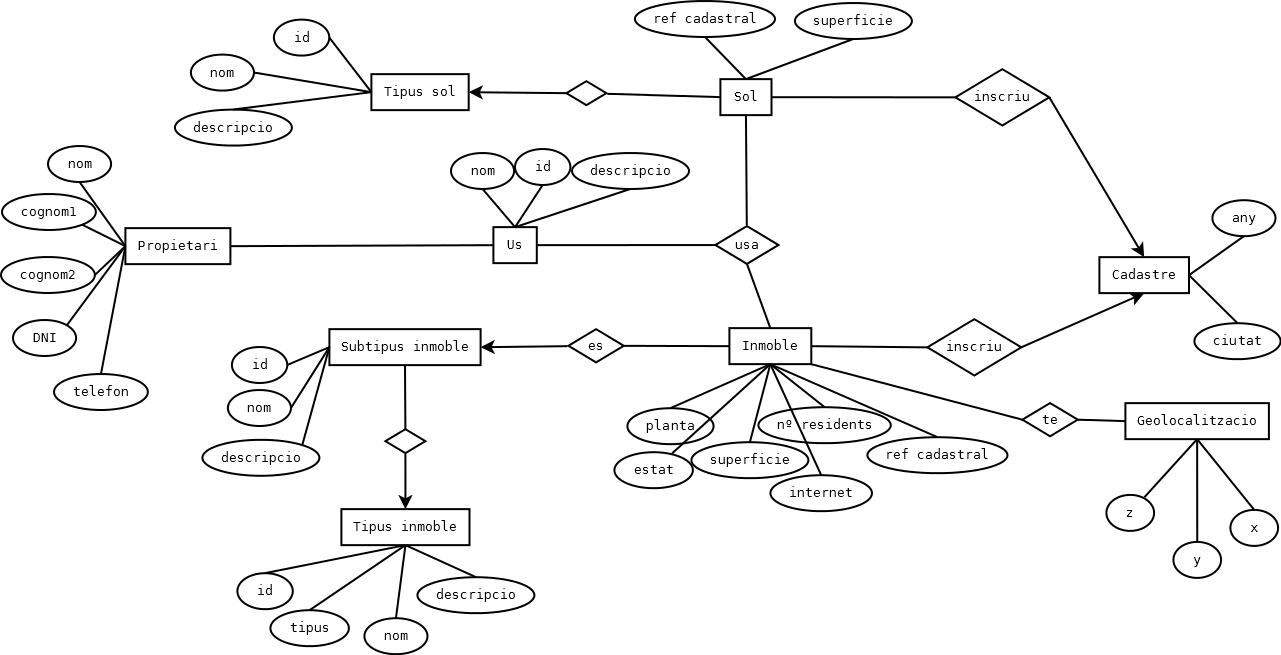 ref cadastral
superficie
id
nom
Tipus sol
Sol
inscriu
descripcio
nom
nom
id
descripcio
cognom1
any
Propietari
Us
usa
cognom2
Cadastre
DNI
Subtipus inmoble
es
Inmoble
inscriu
ciutat
id
telefon
nom
planta
nº residents
te
Geolocalitzacio
descripcio
estat
superficie
ref cadastral
internet
z
Tipus inmoble
x
y
id
descripcio
tipus
nom